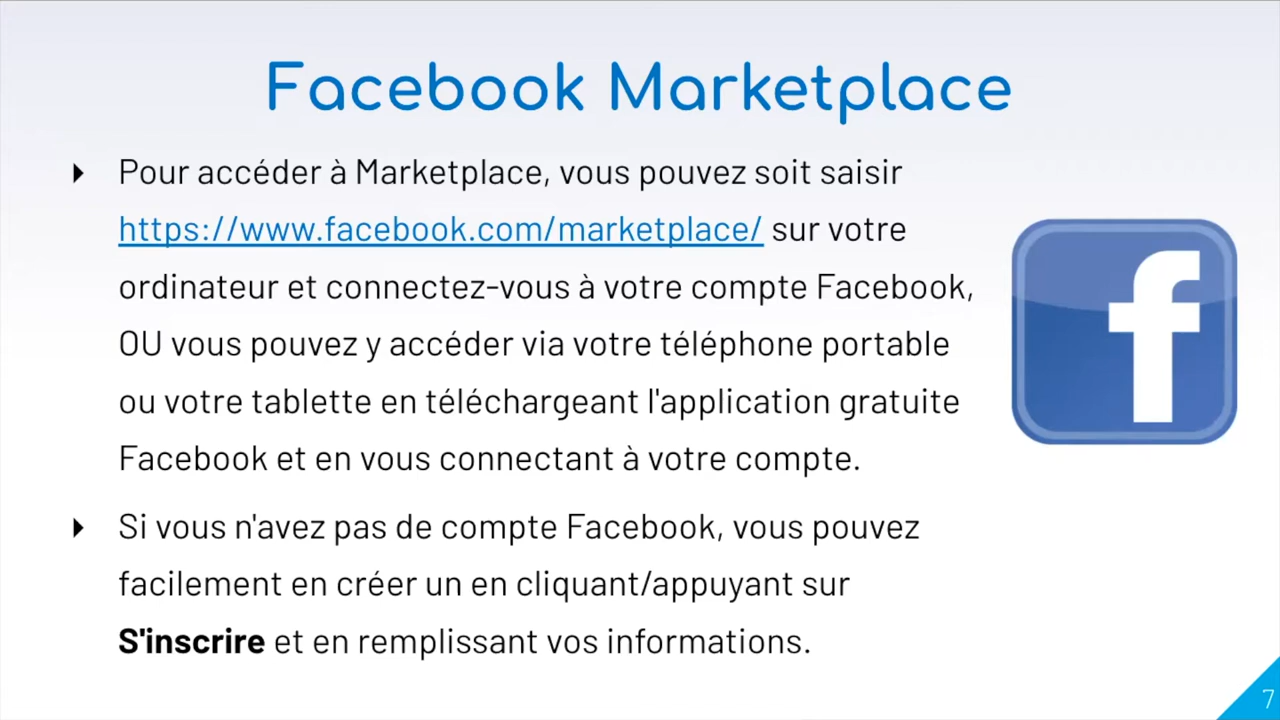 Facebook Marketplace
Pour accéder à Marketplace, vous pouvez soit saisir
https://www.facebook.com/marketplace/ sur votre
ordinateur et connectez-vous à votre compte Facebook,
OU vous pouvez y accéder via votre téléphone portable
ou votre tablette en téléchargeant l'application gratuite
Facebook et en vous connectant à votre compte.
Si vous n'avez pas de compte Facebook, vous pouvez
facilement en créer un en cliquant/appuyant sur
S'inscrire et en remplissant vos informations.
f
7